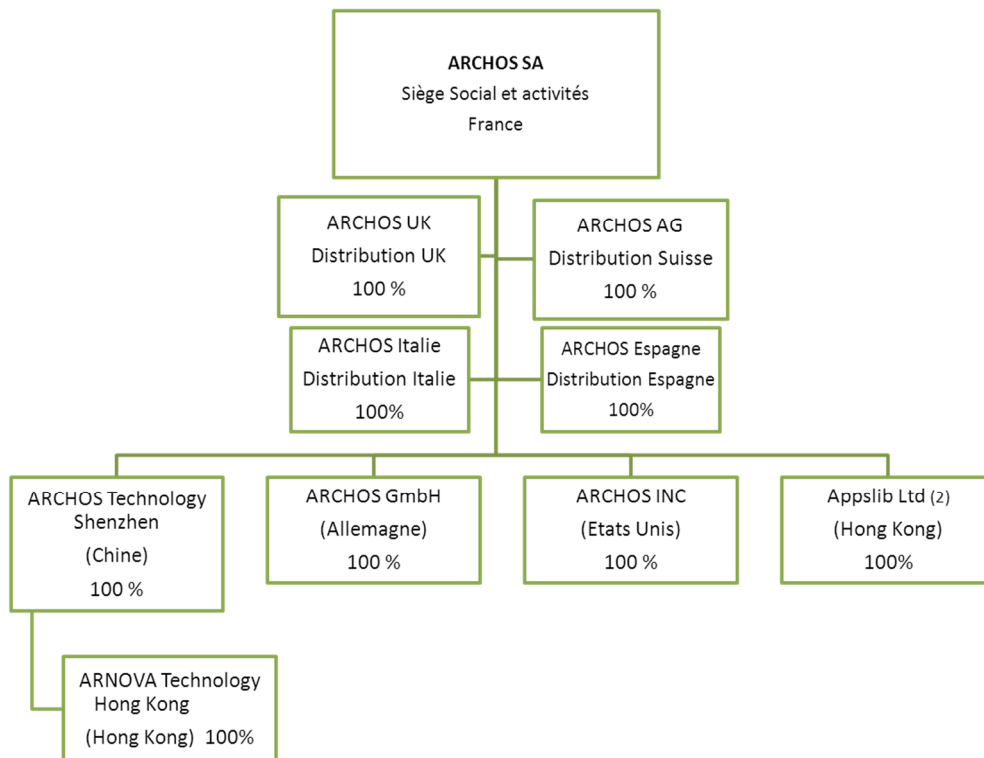 ARCHOS SA
Siège Social et activités
France
ARCHOS UK
Distribution UK
100 %
ARCHOS AG
Distribution Suisse
100 %
ARCHOS Italie
Distribution Italie
100%
ARCHOS Espagne
Distribution Espagne
100%
ARCHOS Technology
Shenzhen
(Chine)
100 %
ARCHOS GmbH
(Allemagne)
100 %
ARCHOS INC
(Etats Unis)
100 %
Appslib Ltd (2)
(Hong Kong)
100%
ARNOVA Technology
Hong Kong
(Hong Kong) 100%